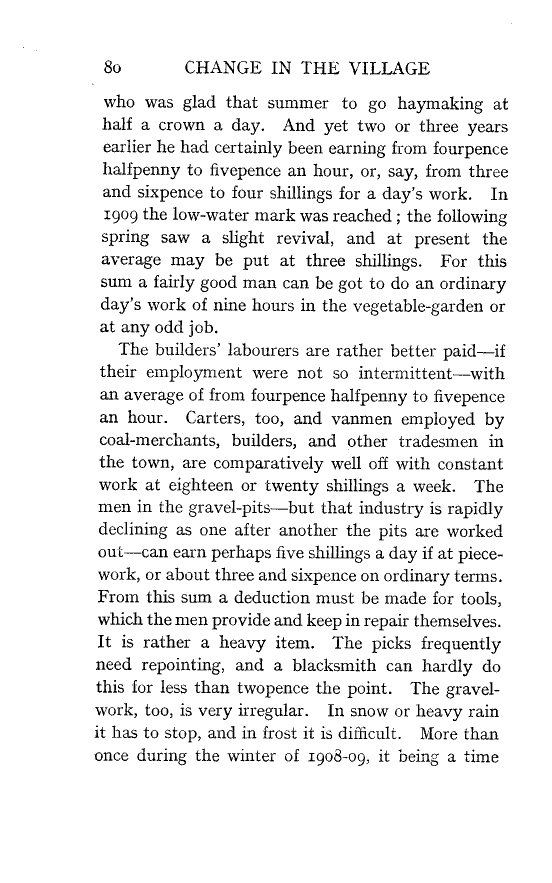 80 CHANGE IN THE VILLAGE
who was glad that summer to go haymaking at
half a crown a day. And yet two or three years
earlier he had certainly been earning from fourpence
halfpenny to fivepence an hour, or, say, from three
and sixpence to four shillings for a day's work. In
1909 the low-water mark was reached; the following
spring saw a slight revival, and at present the
average may be put at three shillings. For this
sum a fairly good man can be got to do an ordinary
day's work of nine hours in the vegetable-garden or
at any odd job.
The builders' labourers are rather better paid—if
their employment were not so intermittent—with
an average of from fourpence halfpenny to fivepence
an hour. Carters, too, and vanmen employed by
coal-merchants, builders, and other tradesmen in
the town, are comparatively well off with constant
work at eighteen or twenty shillings a week. The
men in the gravel-pits—but that industry is rapidly
declining as one after another the pits are worked
out—can earn perhaps five shillings a day if at piece-
work, or about three and sixpence on ordinary terms.
From this sum a deduction must be made for tools,
which the men provide and keep in repair themselves.
It is rather a heavy item. The picks frequently
need repointing, and a blacksmith can hardly do
this for less than twopence the point. The gravel-
work, too, is very irregular. In snow or heavy rain
it has to stop, and in frost it is difficult. More than
once during the winter of 1908-09, it being a time